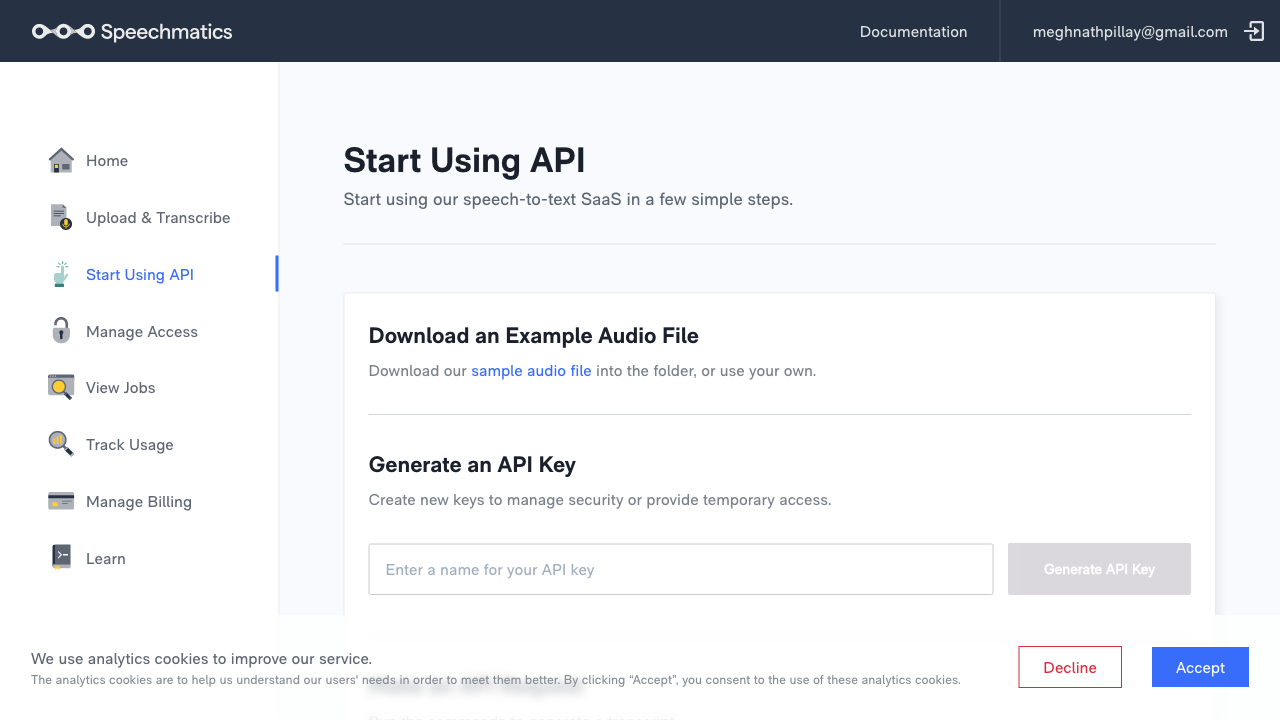 Speechmatics
Documentation
meghnathpillay@gmail.com
Home
Upload & Transcribe
Start Using API
Manage Access
View Jobs
Track Usage
Manage Billing
Learn
Start Using API
Start using our speech-to-text SaaS in a few simple steps.
Download an Example Audio File
Download our sample audio file into the folder, or use your own.
Generate an API Key
Create new keys to manage security or provide temporary access.
Enter a name for your API key
Generate API Key
We use analytics cookies to improve our service.
The analytics cookies are to help us understand our users' needs in order to meet them better. By clicking “Accept”, you consent to the use of these analytics cookies.
Decline
Accept